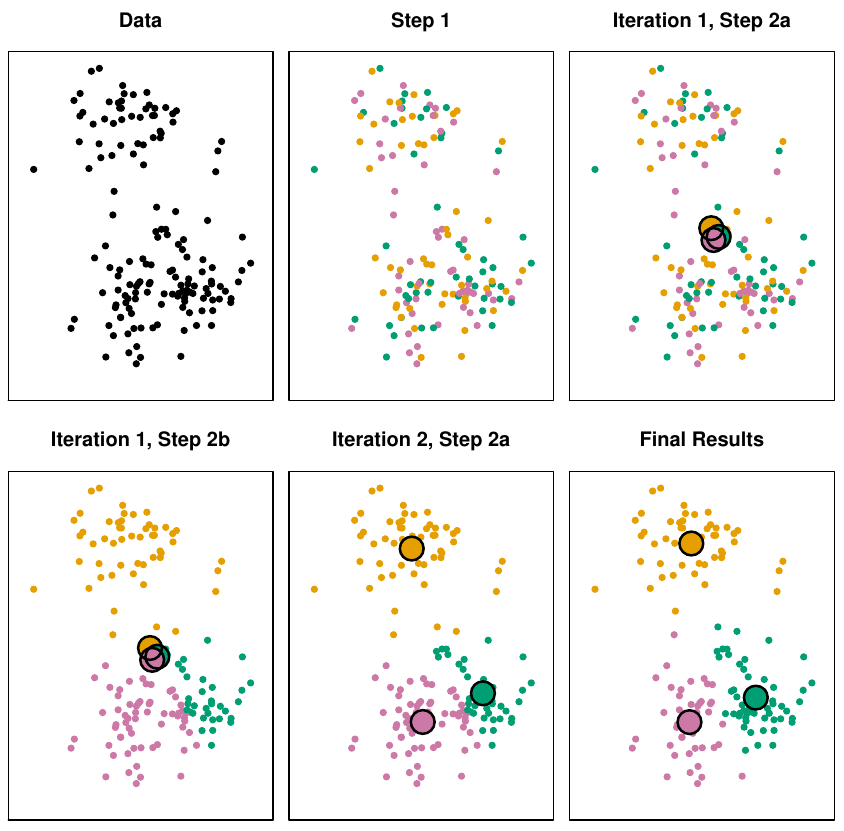 Data
Step 1
Iteration 1, Step 2a
Iteration 1, Step 2b
Iteration 2, Step 2a
Final Results